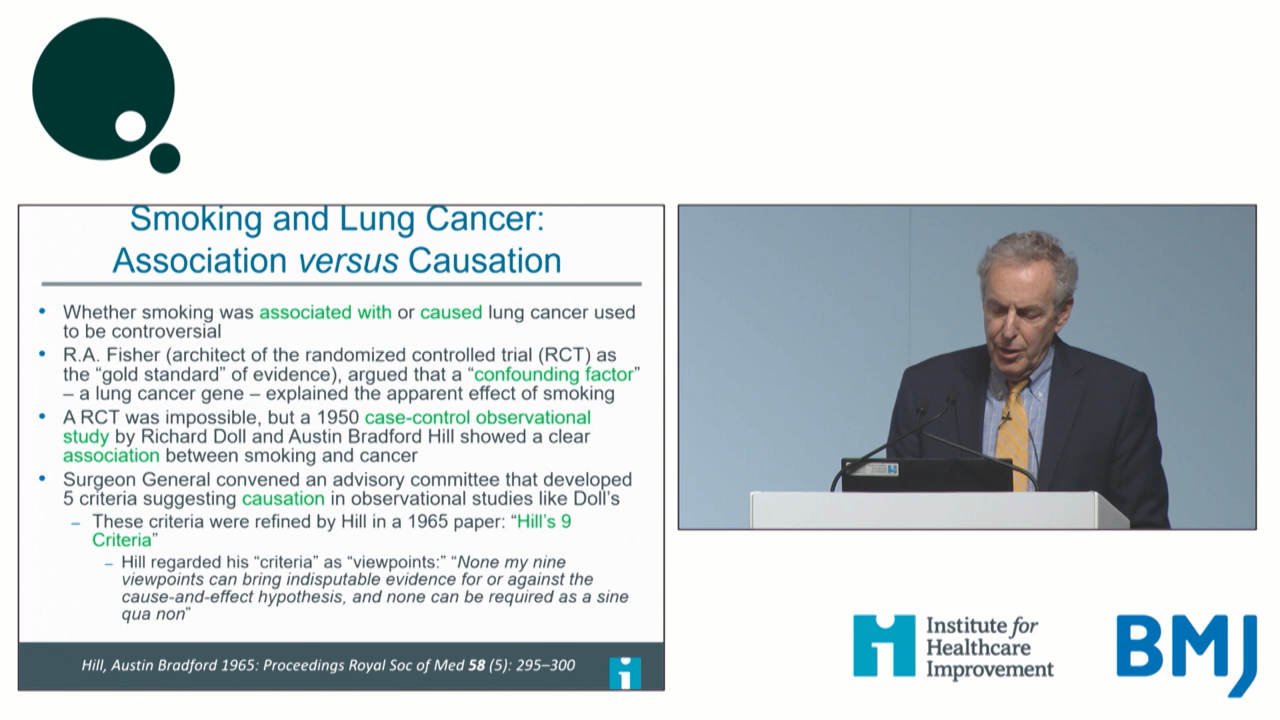 Smoking and Lung Cancer:
Association versus Causation
• Whether smoking was associated with or caused lung cancer used
to be controversial
• R.A. Fisher (architect of the randomized controlled trial (RCT) as
the “gold standard” of evidence), argued that a “confounding factor”
– a lung cancer gene – explained the apparent effect of smoking
• A RCT was impossible, but a 1950 case-control observational
study by Richard Doll and Austin Bradford Hill showed a clear
association between smoking and cancer
• Surgeon General convened an advisory committee that developed
5 criteria suggesting causation in observational studies like Doll’s
– These criteria were refined by Hill in a 1965 paper: “Hill’s 9
Criteria”
– Hill regarded his “criteria” as “viewpoints:” “None my nine
viewpoints can bring indisputable evidence for or against the
cause-and-effect hypothesis, and none can be required as a sine
qua non”
Hill, Austin Bradford 1965: Proceedings Royal Soc of Med 58 (5): 295–300
Institute for
Healthcare
Improvement
BMJ